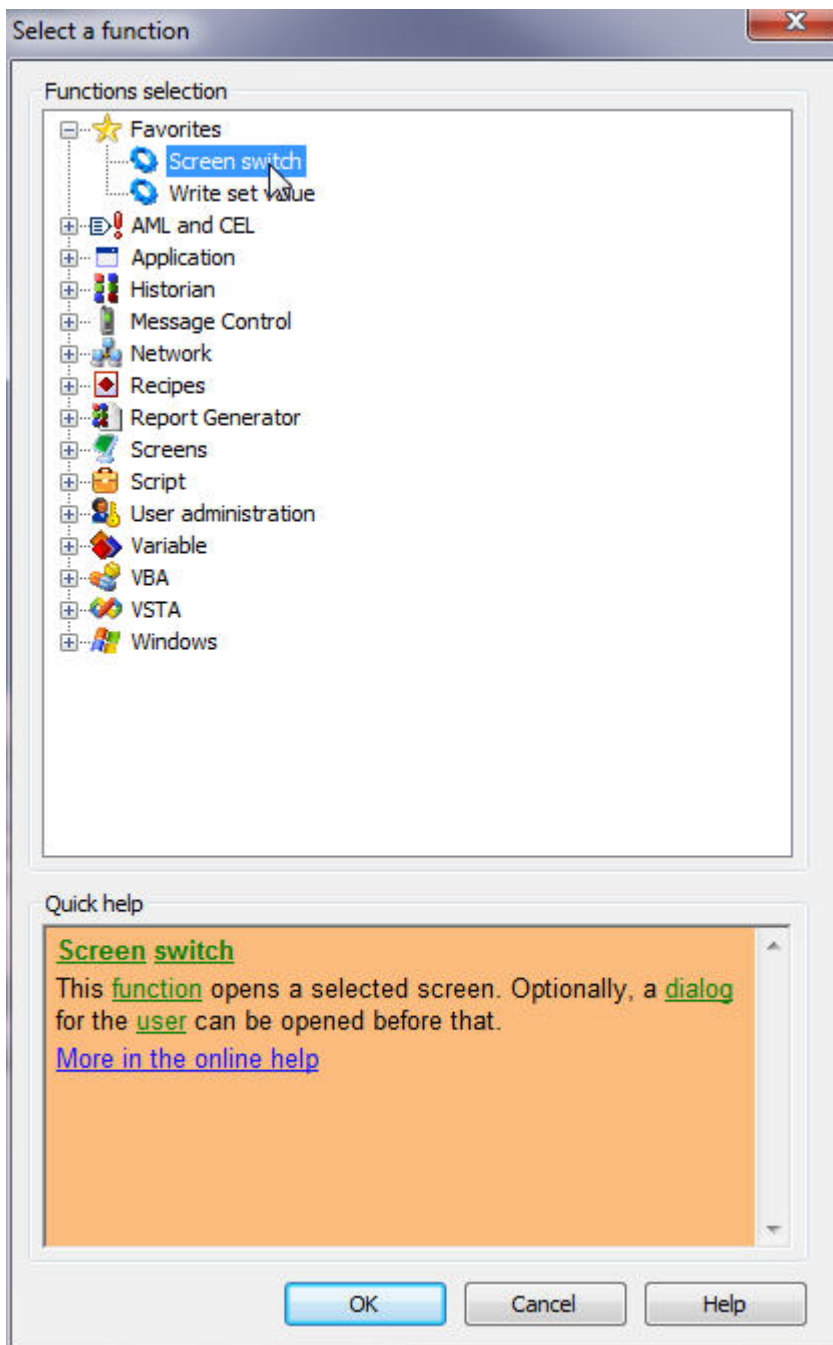 Select a function
Functions selection
Favorites
Screen switch
Write set value
AML and CEL
Application
Historian
Message Control
Network
Recipes
Report Generator
Screens
Script
User administration
Variable
VBA
VSTA
Windows
Quick help
Screen switch
This function opens a selected screen. Optionally, a dialog
for the user can be opened before that.
More in the online help
OK Cancel Help